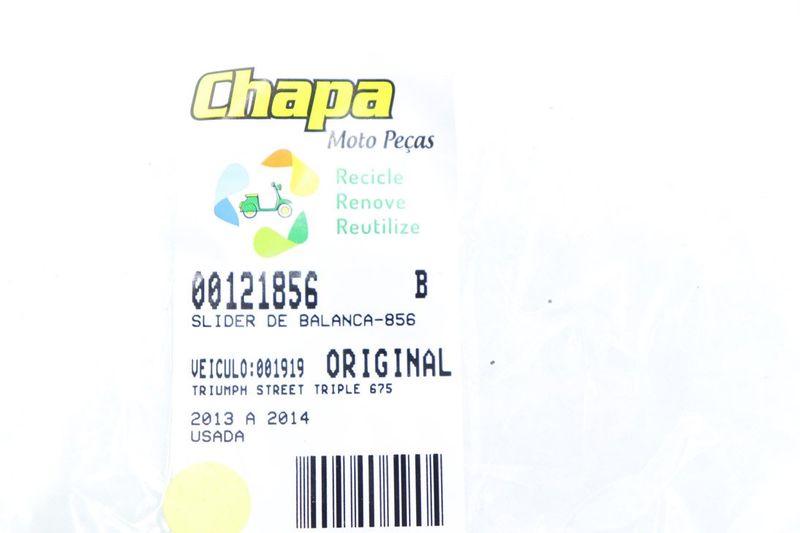 Chapa
Moto Peças
Recicle
Renove
Reutilize
00121856 B
SLIDER DE BALANCA-856
VEICULO:001919 ORIGINAL
TRIUMPH STREET TRIPLE 675
2013 A 2014
USADA